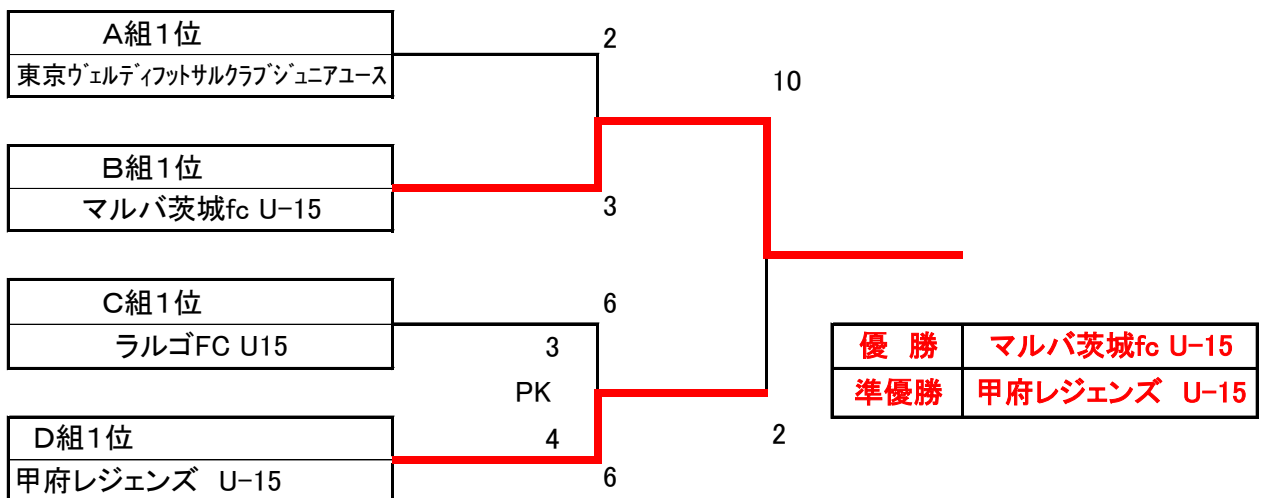 A組1位
東京ヴェルディフットサルクラブジュニアユース
2
10
B組1位
マルバ茨城fc U-15
3
C組1位
ラルゴFC U15
6
3
PK
D組1位
甲府レジェンズ U-15
4
6
2
優 勝 マルバ茨城fc U-15
準優勝 甲府レジェンズ U-15